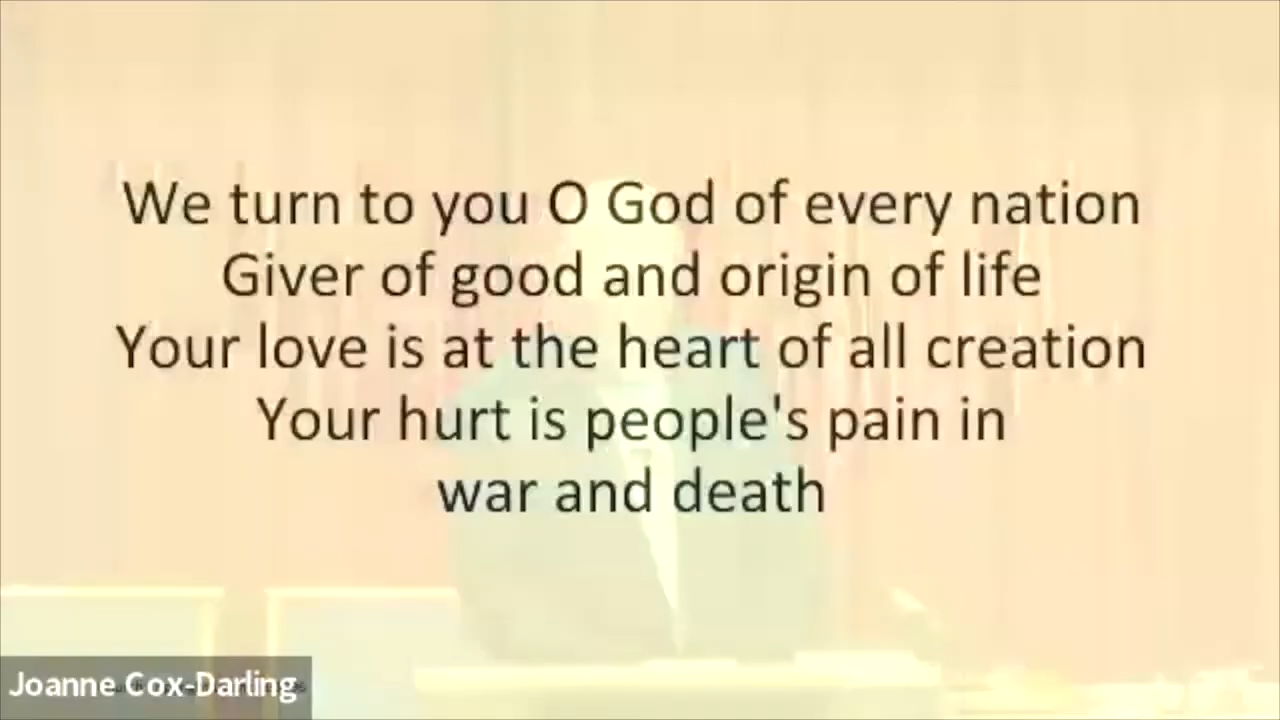 We turn to you O God of every nation
Giver of good and origin of life
Your love is at the heart of all creation
Your hurt is people's pain in
war and death
Joanne Cox-Darling